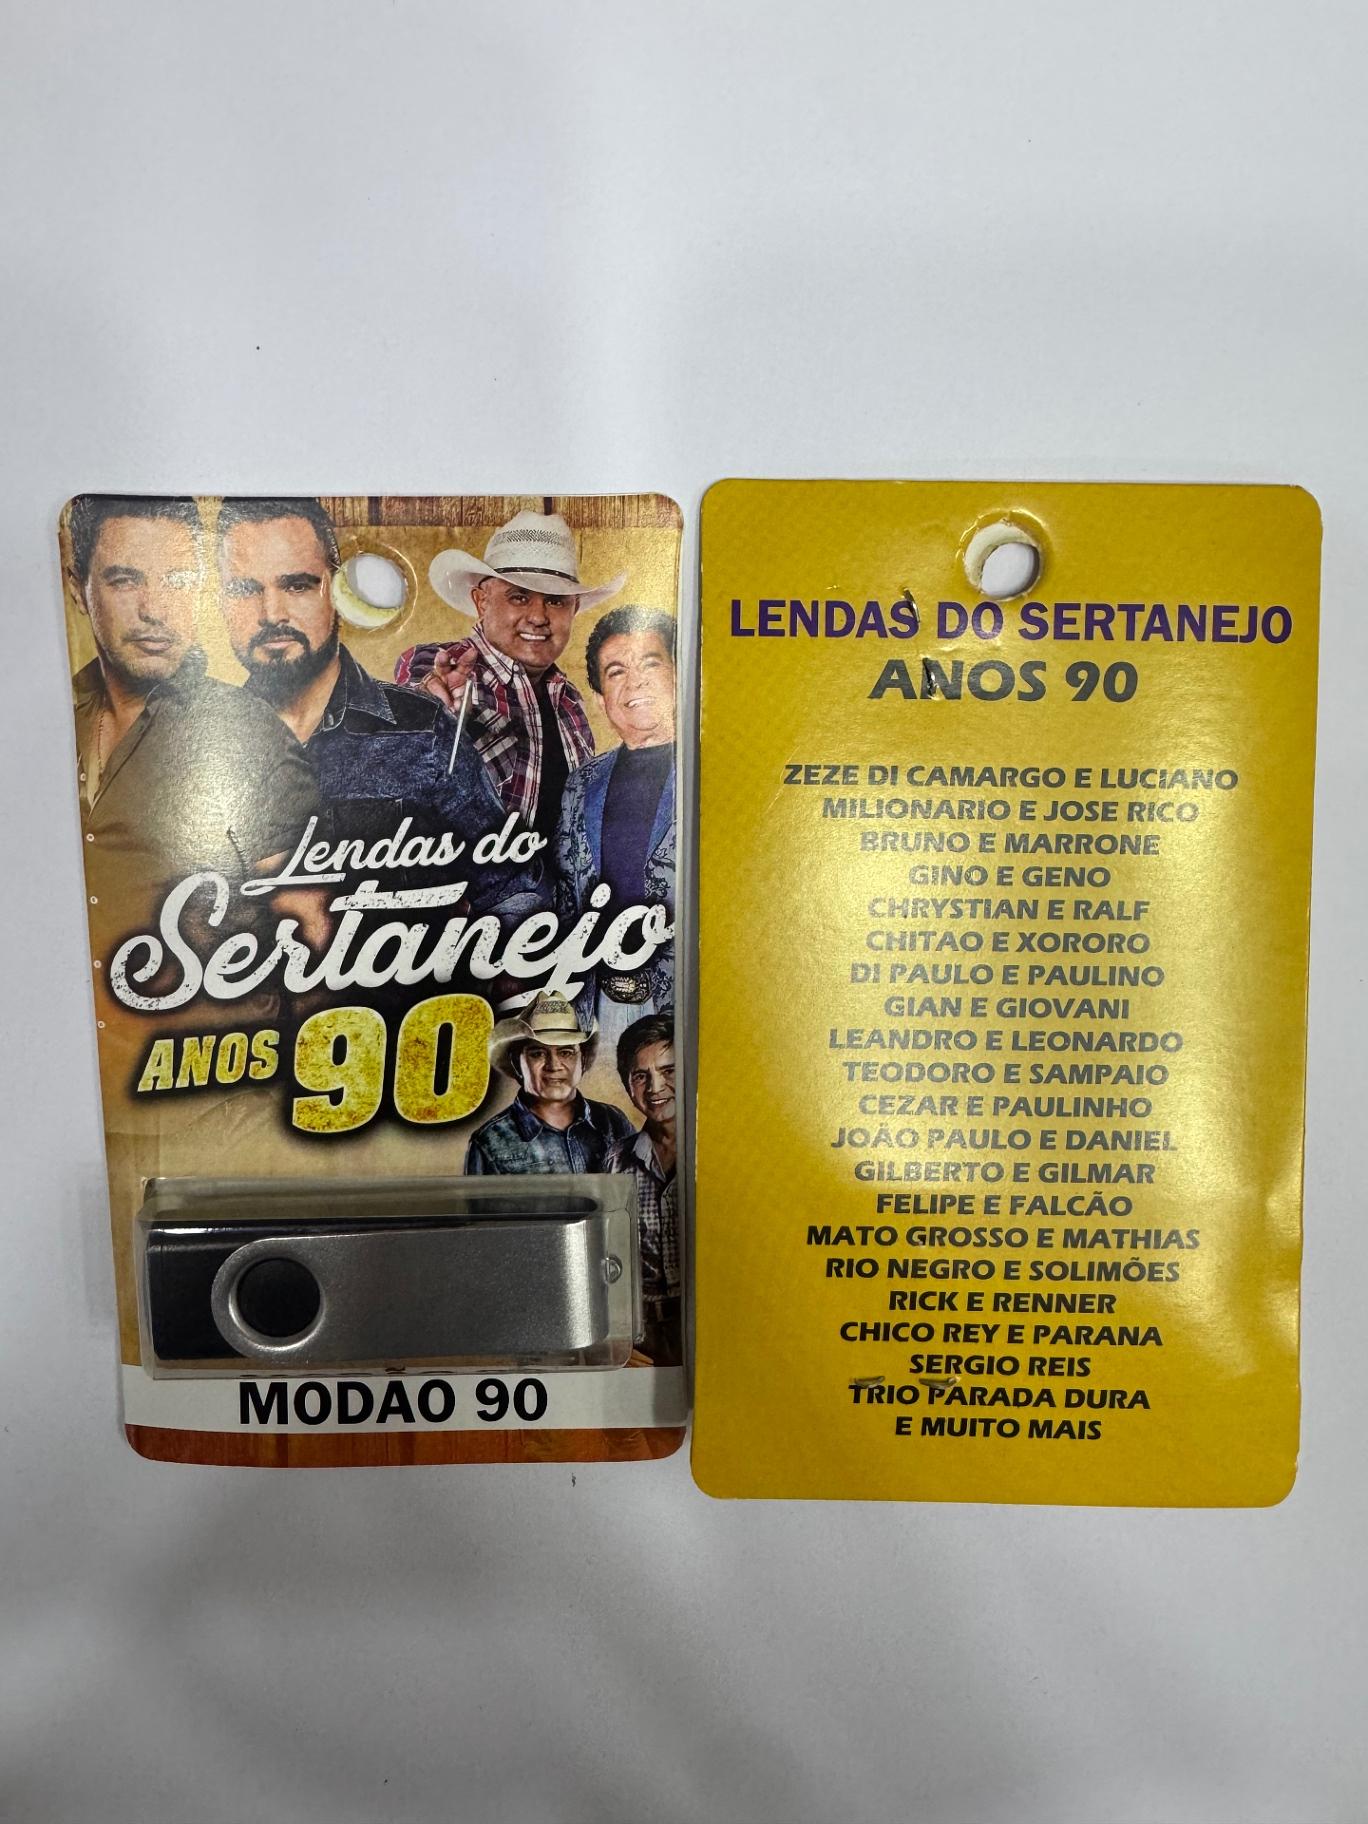 Lendas do
Sertanejo
ANOS 90
MODÃO 90
LENDAS DO SERTANEJO
ANOS 90
ZEZE DI CAMARGO E LUCIANO
MILIONARIO E JOSE RICO
BRUNO E MARRONE
GINO E GENO
CHRYSTIAN E RALF
CHITAO E XORORO
DI PAULO E PAULINO
GIAN E GIOVANI
LEANDRO E LEONARDO
TEODORO E SAMPAIO
CEZAR E PAULINHO
JOÃO PAULO E DANIEL
GILBERTO E GILMAR
FELIPE E FALCÃO
MATO GROSSO E MATHIAS
RIO NEGRO E SOLIMÕES
RICK E RENNER
CHICO REY E PARANA
SERGIO REIS
TRIO PARADA DURA
E MUITO MAIS